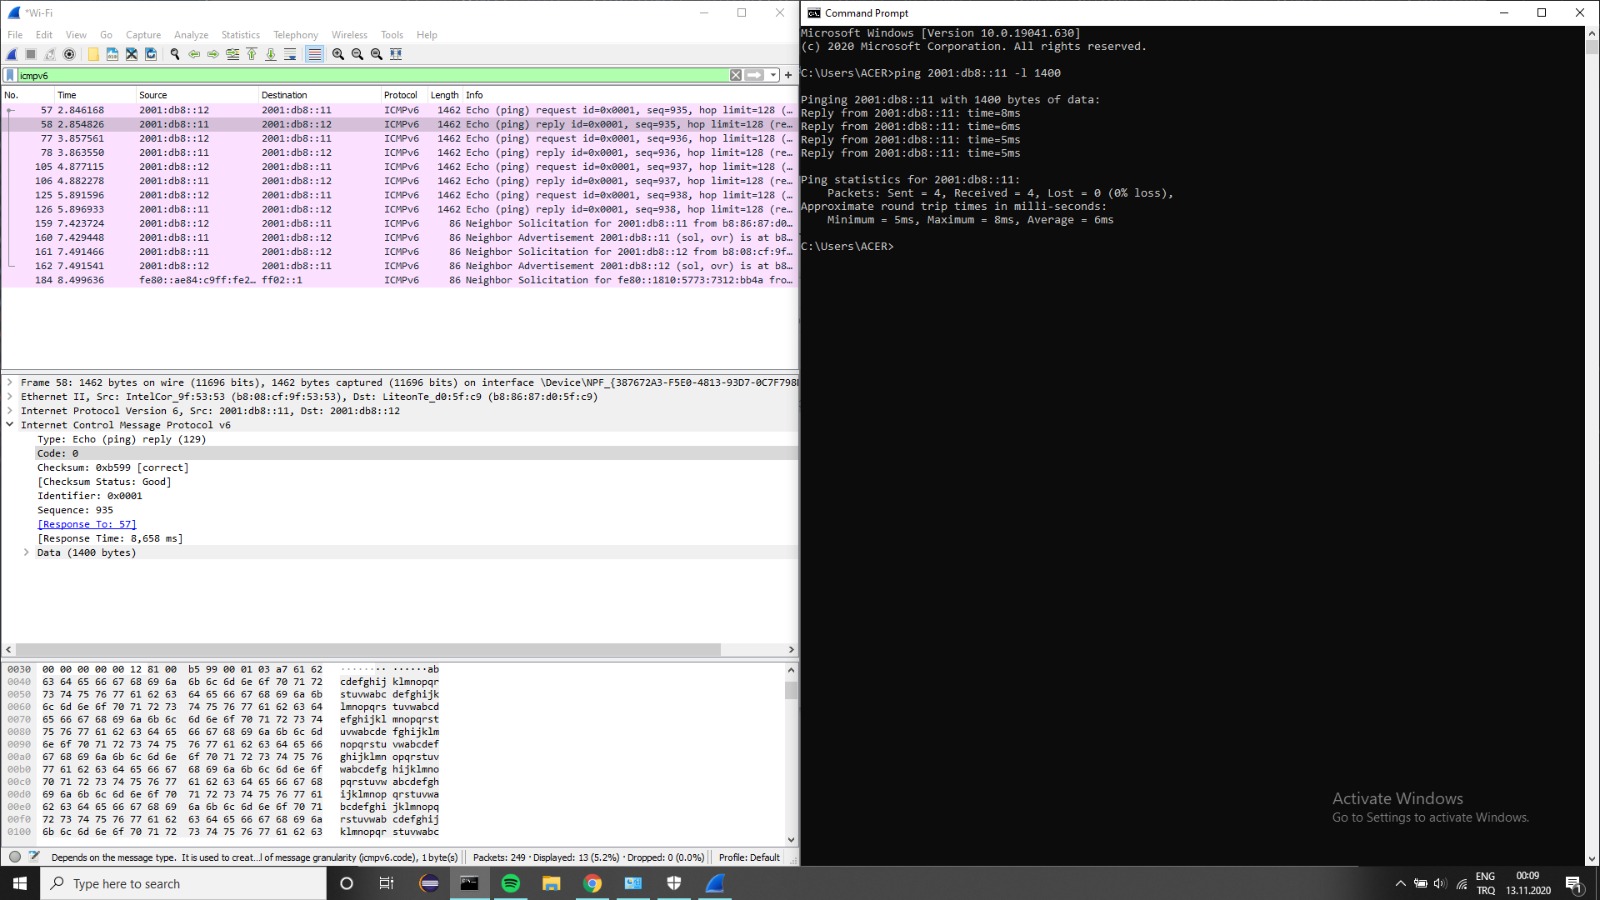 *Wi-Fi
File Edit View Go Capture Analyze Statistics Telephony Wireless Tools Help
icmpv6
No. Time Source Destination Protocol Length Info
57 2.846168 2001:db8::12 2001:db8::11 ICMPv6 1462 Echo (ping) request id=0x0001, seq=935, hop limit=128 (…
58 2.854826 2001:db8::11 2001:db8::12 ICMPv6 1462 Echo (ping) reply id=0x0001, seq=935, hop limit=128 (re…
77 3.857561 2001:db8::12 2001:db8::11 ICMPv6 1462 Echo (ping) request id=0x0001, seq=936, hop limit=128 (…
78 3.863550 2001:db8::11 2001:db8::12 ICMPv6 1462 Echo (ping) reply id=0x0001, seq=936, hop limit=128 (re…
105 4.877115 2001:db8::12 2001:db8::11 ICMPv6 1462 Echo (ping) request id=0x0001, seq=937, hop limit=128 (…
106 4.882278 2001:db8::11 2001:db8::12 ICMPv6 1462 Echo (ping) reply id=0x0001, seq=937, hop limit=128 (re…
125 5.891596 2001:db8::12 2001:db8::11 ICMPv6 1462 Echo (ping) request id=0x0001, seq=938, hop limit=128 (…
126 5.896933 2001:db8::11 2001:db8::12 ICMPv6 1462 Echo (ping) reply id=0x0001, seq=938, hop limit=128 (re…
159 7.423724 2001:db8::12 2001:db8::11 ICMPv6 86 Neighbor Solicitation for 2001:db8::11 from b8:86:87:d0…
160 7.429448 2001:db8::11 2001:db8::12 ICMPv6 86 Neighbor Advertisement 2001:db8::11 (sol, ovr) is at b8…
161 7.491466 2001:db8::11 2001:db8::12 ICMPv6 86 Neighbor Solicitation for 2001:db8::12 from b8:08:cf:9f…
162 7.491541 2001:db8::12 2001:db8::11 ICMPv6 86 Neighbor Advertisement 2001:db8::12 (sol, ovr) is at b8…
184 8.499636 fe80::ae84:c9ff:fe2… ff02::1 ICMPv6 86 Neighbor Solicitation for fe80::1810:5773:7312:bb4a fro…
Frame 58: 1462 bytes on wire (11696 bits), 1462 bytes captured (11696 bits) on interface \Device\NPF_{387672A3-F5E0-4813-93D7-0C7F798
Ethernet II, Src: IntelCor_9f:53:53 (b8:08:cf:9f:53:53), Dst: LiteonTe_d0:5f:c9 (b8:86:87:d0:5f:c9)
Internet Protocol Version 6, Src: 2001:db8::11, Dst: 2001:db8::12
Internet Control Message Protocol v6
Type: Echo (ping) reply (129)
Code: 0
Checksum: 0xb599 [correct]
[Checksum Status: Good]
Identifier: 0x0001
Sequence: 935
[Response To: 57]
[Response Time: 8,658 ms]
Data (1400 bytes)
0030 00 00 00 00 00 12 81 00 b5 99 00 01 03 a7 61 62 ········ ······ab
0040 63 64 65 66 67 68 69 6a 6b 6c 6d 6e 6f 70 71 72 cdefghij klmnopqr
0050 73 74 75 76 77 61 62 63 64 65 66 67 68 69 6a 6b stuvwabc defghijk
0060 6c 6d 6e 6f 70 71 72 73 74 75 76 77 61 62 63 64 lmnopqrs tuvwabcd
0070 65 66 67 68 69 6a 6b 6c 6d 6e 6f 70 71 72 73 74 efghijkl mnopqrst
0080 75 76 77 61 62 63 64 65 66 67 68 69 6a 6b 6c 6d uvwabcde fghijklm
0090 6e 6f 70 71 72 73 74 75 76 77 61 62 63 64 65 66 nopqrstu vwabcdef
00a0 67 68 69 6a 6b 6c 6d 6e 6f 70 71 72 73 74 75 76 ghijklmn opqrstuv
00b0 77 61 62 63 64 65 66 67 68 69 6a 6b 6c 6d 6e 6f wabcdefg hijklmno
00c0 70 71 72 73 74 75 76 77 61 62 63 64 65 66 67 68 pqrstuvw abcdefgh
00d0 69 6a 6b 6c 6d 6e 6f 70 71 72 73 74 75 76 77 61 ijklmnop qrstuvwa
00e0 62 63 64 65 66 67 68 69 6a 6b 6c 6d 6e 6f 70 71 bcdefghi jklmnopq
00f0 72 73 74 75 76 77 61 62 63 64 65 66 67 68 69 6a rstuvwab cdefghij
0100 6b 6c 6d 6e 6f 70 71 72 73 74 75 76 77 61 62 63 klmnopqr stuvwabc
Depends on the message type. It is used to creat…l of message granularity (icmpv6.code), 1 byte(s) Packets: 249 · Displayed: 13 (5.2%) · Dropped: 0 (0.0%) Profile: Default
Command Prompt
Microsoft Windows [Version 10.0.19041.630]
(c) 2020 Microsoft Corporation. All rights reserved.
C:\Users\ACER>ping 2001:db8::11 -l 1400
Pinging 2001:db8::11 with 1400 bytes of data:
Reply from 2001:db8::11: time=8ms
Reply from 2001:db8::11: time=6ms
Reply from 2001:db8::11: time=5ms
Reply from 2001:db8::11: time=5ms
Ping statistics for 2001:db8::11:
Packets: Sent = 4, Received = 4, Lost = 0 (0% loss),
Approximate round trip times in milli-seconds:
Minimum = 5ms, Maximum = 8ms, Average = 6ms
C:\Users\ACER>
Activate Windows
Go to Settings to activate Windows.
Type here to search
ENG
TRQ
00:09
13.11.2020
1